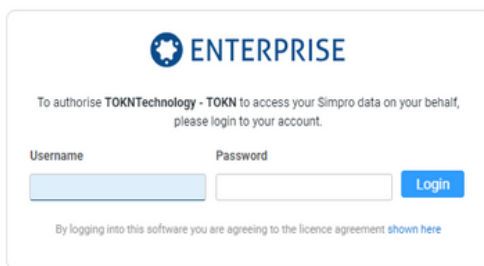 ENTERPRISE
To authorise TOKNTechnology - TOKN to access your Simpro data on your behalf,
please login to your account.
Username Password
Login
By logging into this software you are agreeing to the licence agreement shown here